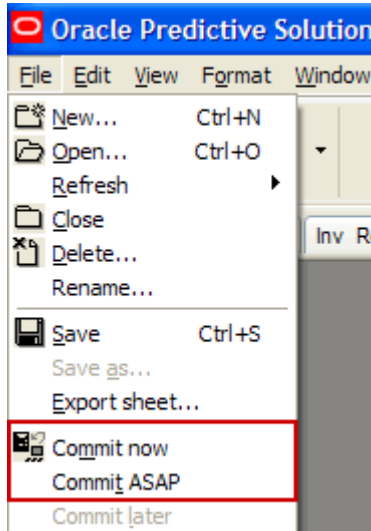 Oracle Predictive Solution
File Edit View Format Window
New... Ctrl+N
Open... Ctrl+O
Refresh
Close
Inv R
Delete...
Rename...
Save Ctrl+S
Save as...
Export sheet...
Commit now
Commit ASAP
Commit later